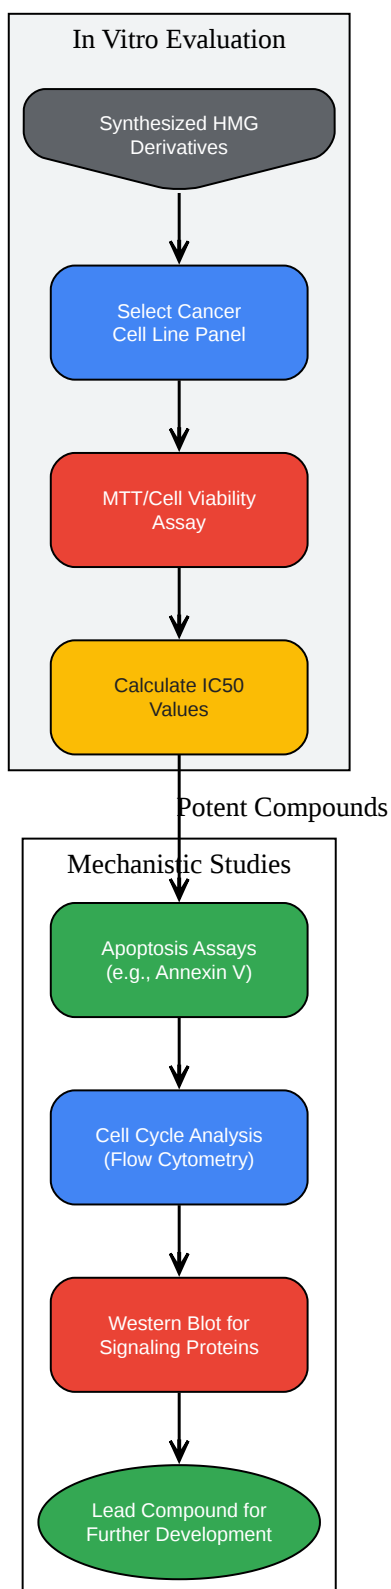 In Vitro Evaluation
Synthesized HMG
Derivatives
Select Cancer
Cell Line Panel
MTT/Cell Viability
Assay
Calculate IC50
Values
Potent Compounds
Mechanistic Studies
Apoptosis Assays
(e.g., Annexin V)
Cell Cycle Analysis
(Flow Cytometry)
Western Blot for
Signaling Proteins
Lead Compound for
Further Development